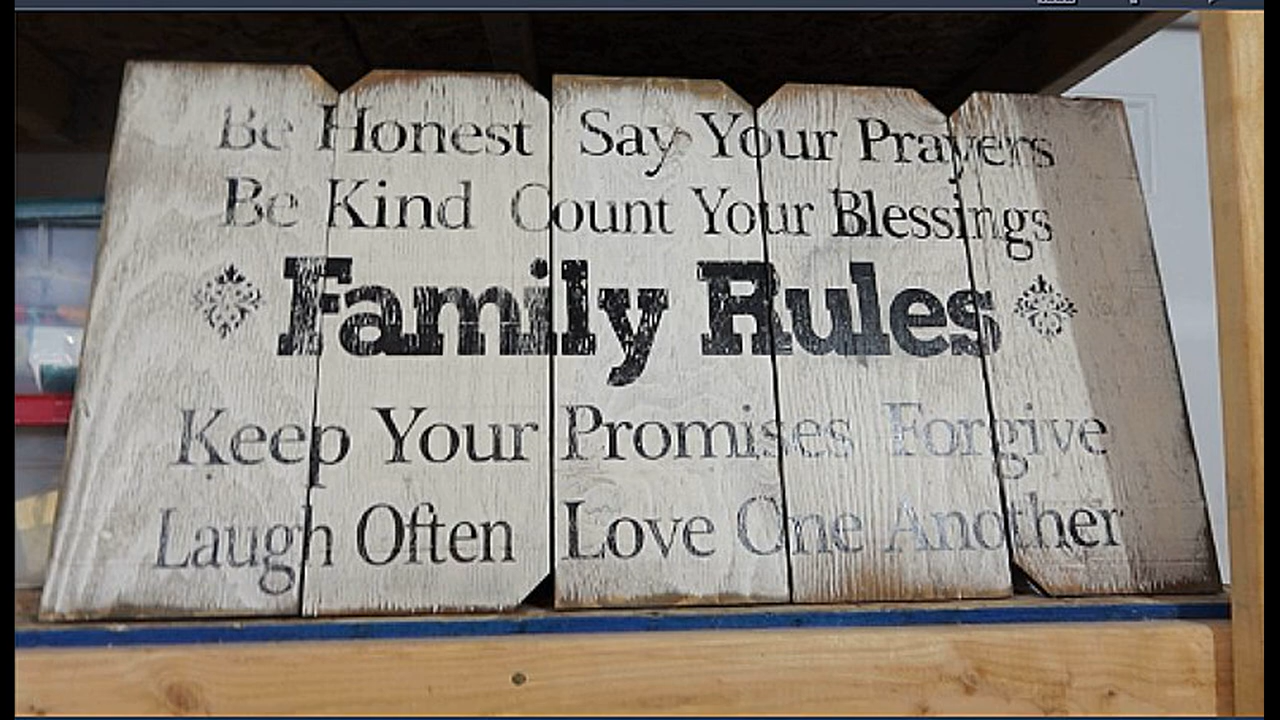 Be Honest Say Your Prayers
Be Kind Count Your Blessings
Family Rules
Keep Your Promises Forgive
Laugh Often Love One Another